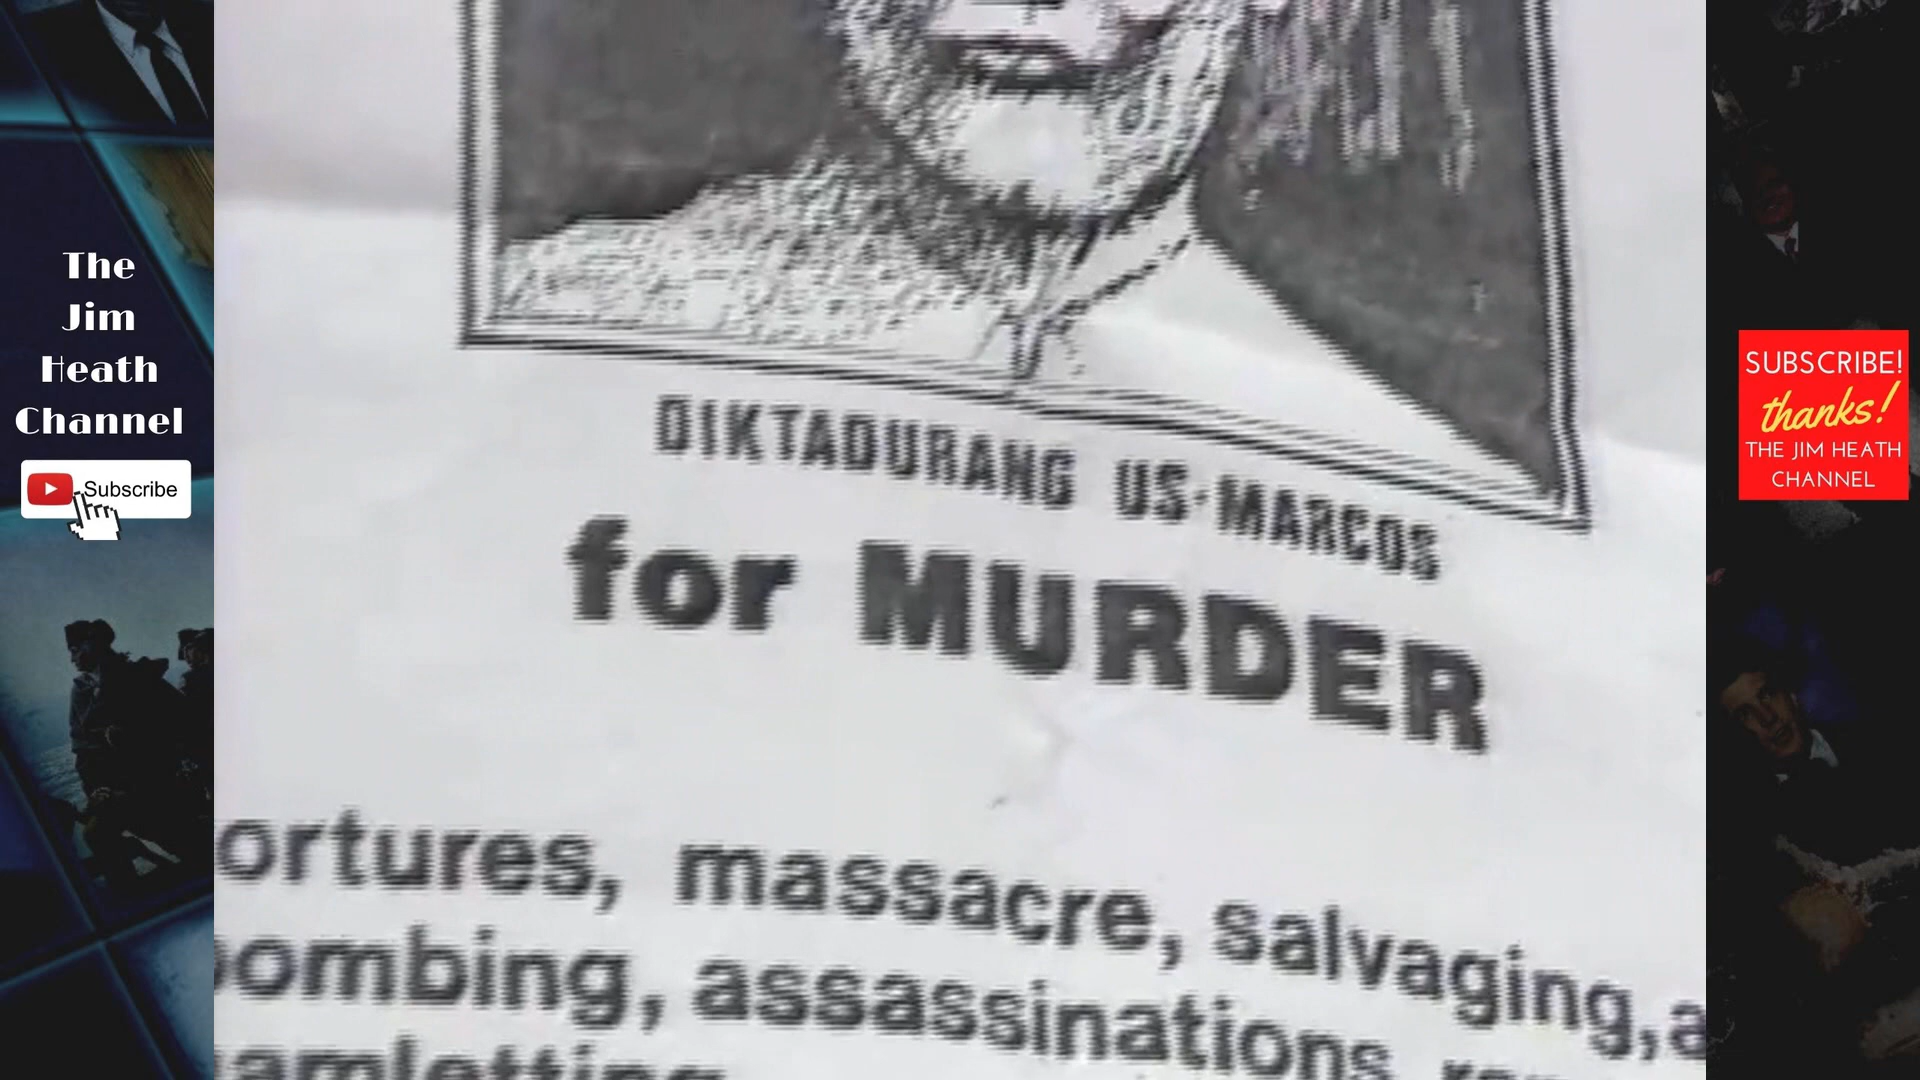 The
Jim
Heath
Channel
Subscribe
DIKTADURANG US-MARCOS
for MURDER
ortures, massacre, salvaging, a
ombing, assassinations,
amletting
SUBSCRIBE!
thanks!
THE JIM HEATH
CHANNEL